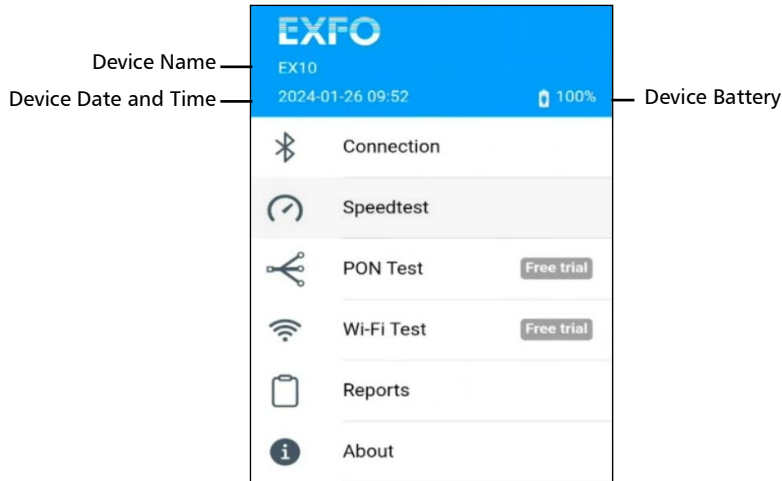 EXFO
Device Name
EX10
Device Date and Time
2024-01-26 09:52
100%
Device Battery
Connection
Speedtest
PON Test
Free trial
Wi-Fi Test
Free trial
Reports
About